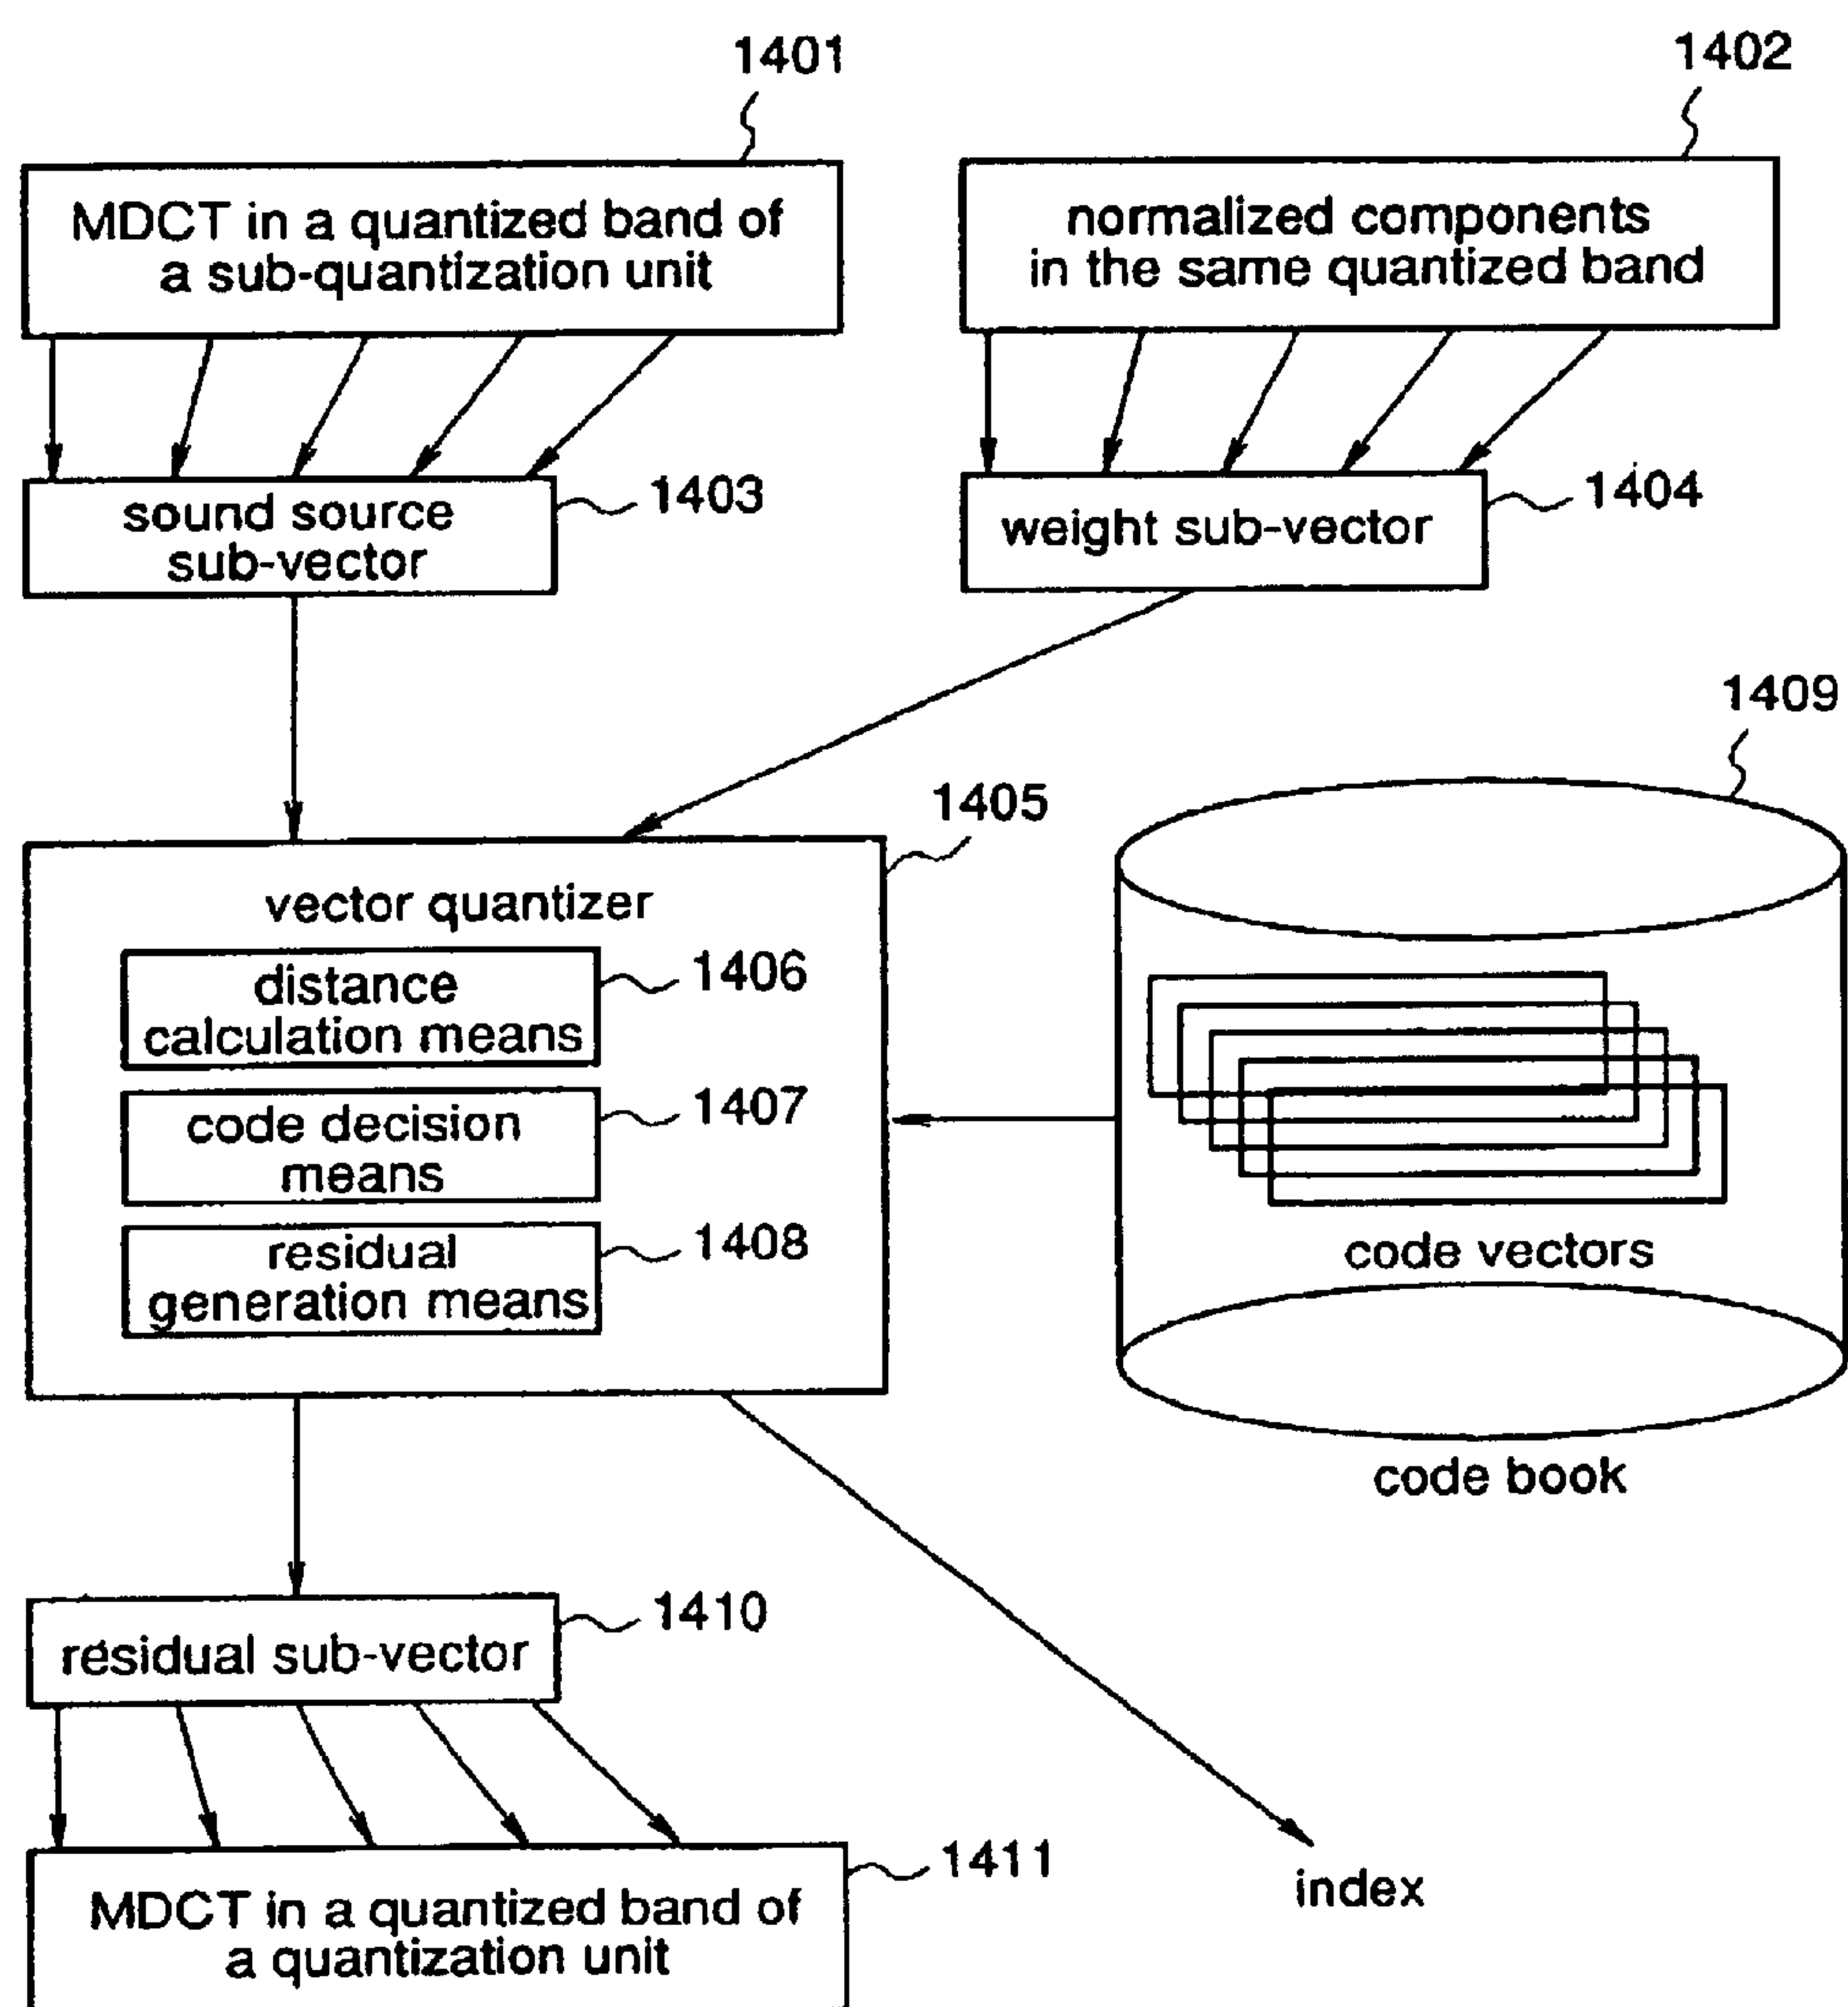 1401
1402
MDCT in a quantized band of
a sub-quantization unit
normalized components
in the same quantized band
sound source
sub-vector
1403
weight sub-vector
1404
1409
1405
vector quantizer
distance
calculation means
1406
code decision
means
1407
residual
generation means
1408
code vectors
code book
residual sub-vector
1410
1411
MDCT in a quantized band of
a quantization unit
index